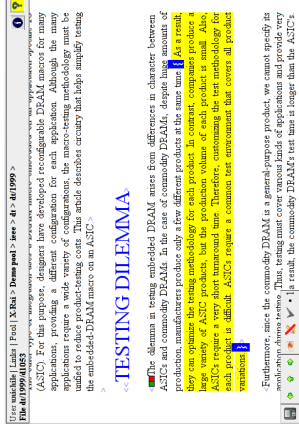 User unichile | Links | Pool | X-Rai > Demo pool > ieee > dt > d/1999 >
File dt/1999/d1053
(ASIC). For this purpose, designers have developed reconfigurable DRAM macros for many
applications, providing a different configuration for each application. Although the many
applications require a wide variety of configurations, the macro-testing methodology must be
unified to reduce product-testing costs. This article describes circuitry that helps simplify testing
the embedded-DRAM macro on an ASIC.>
>
<< TESTING DILEMMA>
<The dilemma in testing embedded DRAM arises from differences in character between
ASICs and commodity DRAMs. In the case of commodity DRAMs, despite huge amounts of
production, manufacturers produce only a few different products at the same time. As a result,
they can optimize the testing methodology for each product. In contrast, companies produce a
large variety of ASIC products, but the production volume of each product is small. Also,
ASICs require a very short turnaround time. Therefore, customizing the test methodology for
each product is difficult. ASICs require a common test environment that covers all product
variations.>
<Furthermore, since the commodity DRAM is a general-purpose product, we cannot specify its
application during testing. Thus, testing must cover various kinds of applications and provide very
a result, the commodity DRAM's test time is longer than the ASIC's.